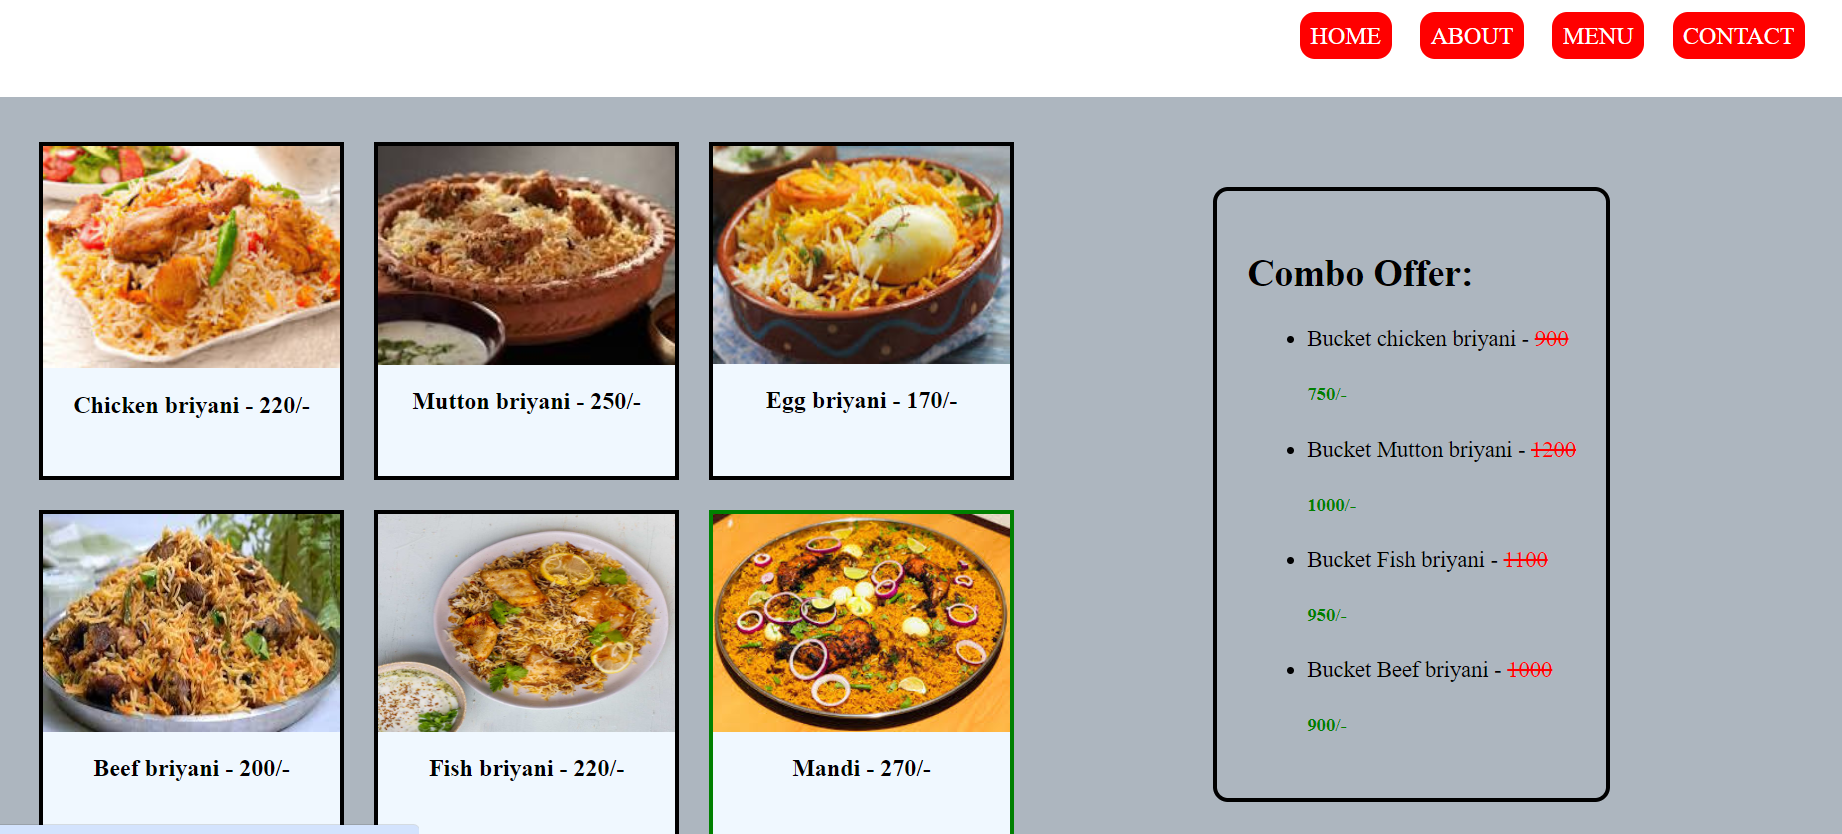 HOME ABOUT MENU CONTACT
Chicken briyani - 220/-
Mutton briyani - 250/-
Egg briyani - 170/-
Beef briyani - 200/-
Fish briyani - 220/-
Mandi - 270/-
Combo Offer:
Bucket chicken briyani - 900
750/-
Bucket Mutton briyani - 1200
1000/-
Bucket Fish briyani - 1100
950/-
Bucket Beef briyani - 1000
900/-